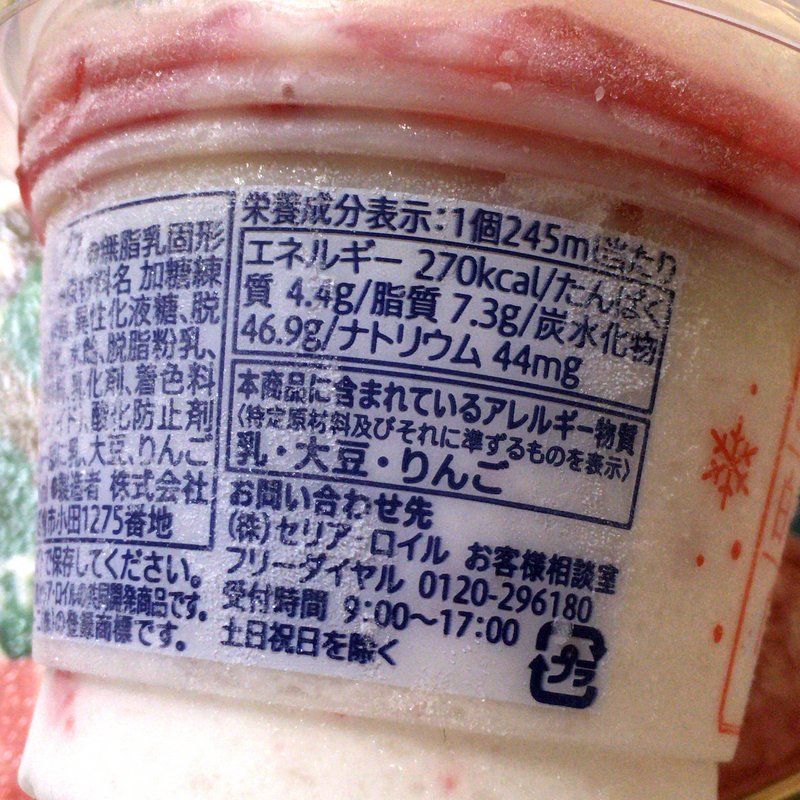 の無脂乳固形
料名 加糖練
異性化液糖、脱
水飴、脱脂粉乳、
乳化剤、着色料
酸化防止剤
乳、大豆、りんご
●製造者 株式会社
市小田1275番地
で保存してください。
ア・ロイルの共同開発商品です。
の登録商標です。
栄養成分表示：1個245ml当たり
エネルギー 270kcal/たんぱく
質 4.4g/脂質 7.3g/炭水化物
46.9g/ナトリウム 44mg
本商品に含まれているアレルギー物質
〈特定原材料及びそれに準ずるものを表示〉
乳・大豆・りんご
お問い合わせ先
(株)セリア・ロイル お客様相談室
フリーダイヤル 0120-296180
受付時間 9:00〜17:00
土日祝日を除く
プラ